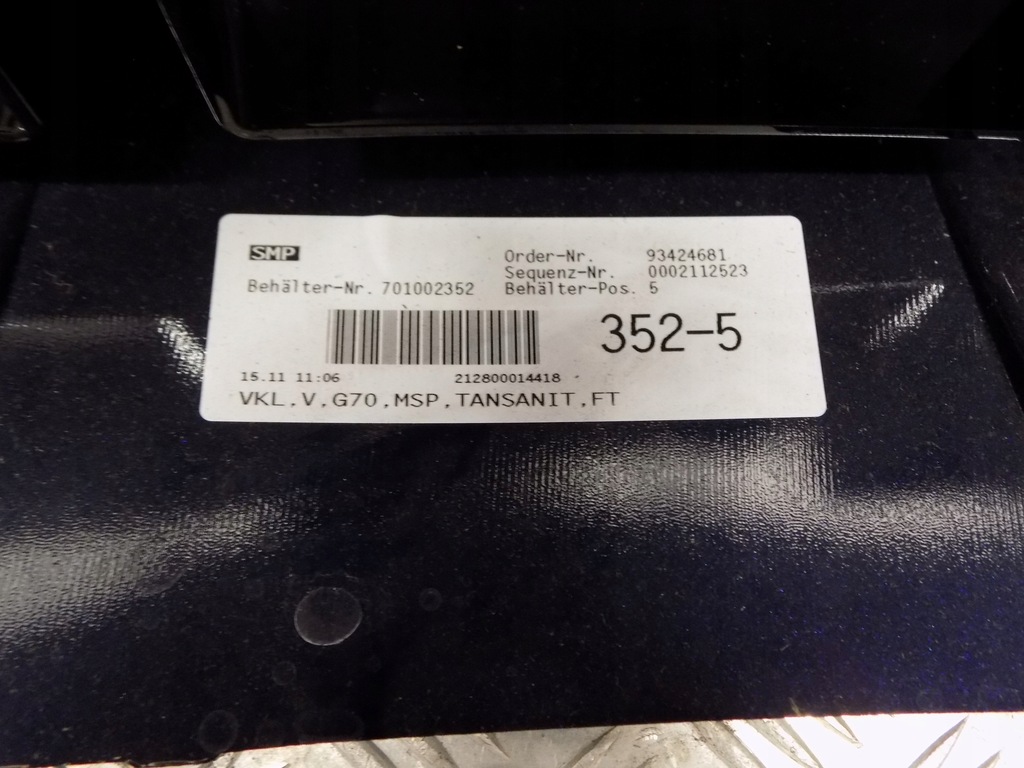 SMP
Order-Nr. 93424681
Sequenz-Nr. 0002112523
Behälter-Nr. 701002352 Behälter-Pos. 5
352-5
15.11 11:06 212800014418
VKL,V,G70,MSP,TANSANIT,FT